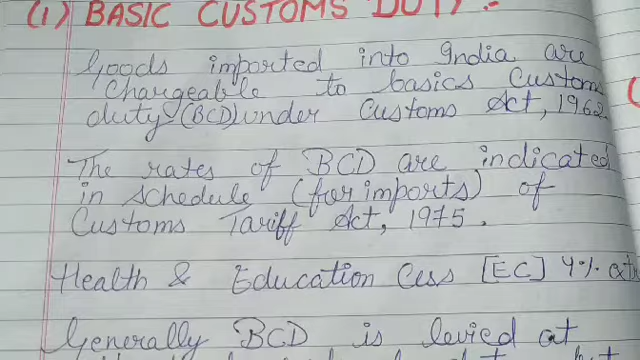 (1) BASIC CUSTOMS DUTY :-
Goods imported into India are
Chargeable to basics Customs
duty (BCD) under Customs Act, 1962
The rates of BCD are indicated
in schedule (for imports) of
Customs Tariff Act, 1975.
Health & Education Cess [EC] 4%
Generally BCD is levied at